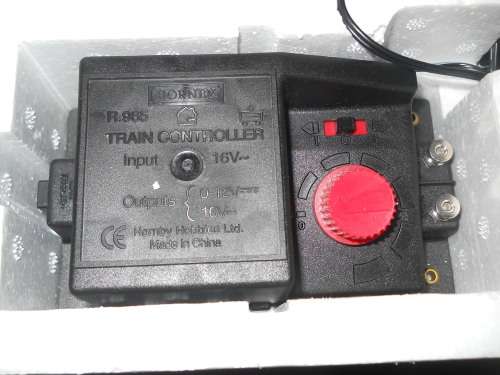 HORNBY
R.965
TRAIN CONTROLLER
Input 16V~
Outputs 0-12V
16V~
CE Hornby Hobbies Ltd.
Made in China